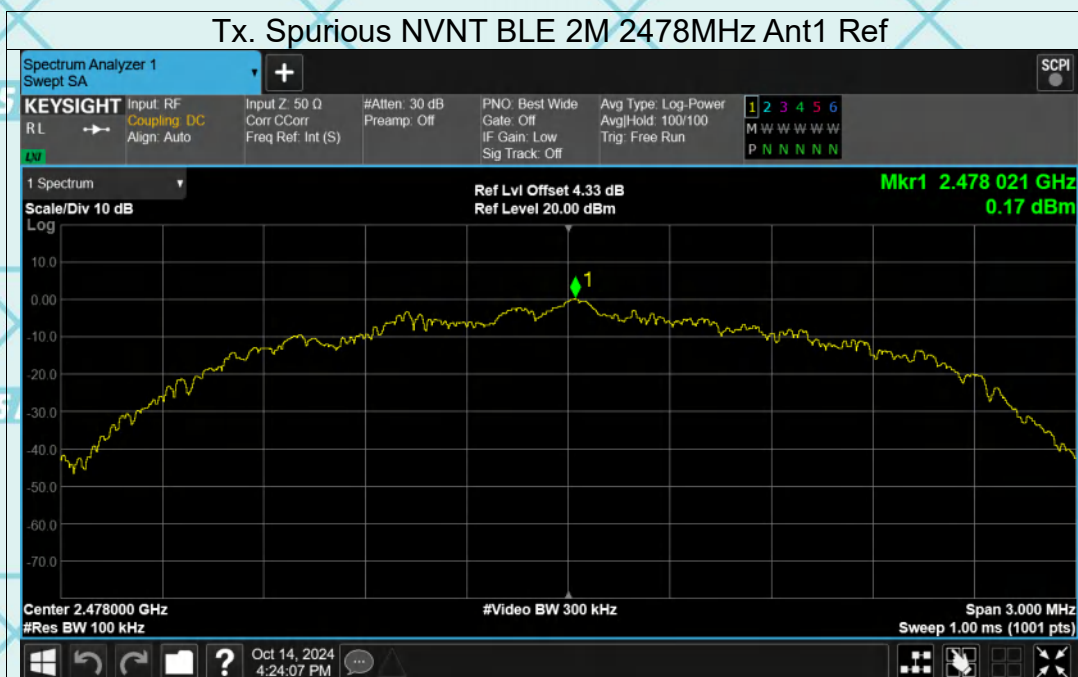 Tx. Spurious NVNT BLE 2M 2478MHz Ant1 Ref
Spectrum Analyzer 1
Swept SA
+
SCPI
KEYSIGHT
R L
LXI
Input: RF
Coupling: DC
Align: Auto
Input Z: 50 Ω
Corr CCorr
Freq Ref: Int (S)
#Atten: 30 dB
Preamp: Off
PNO: Best Wide
Gate: Off
IF Gain: Low
Sig Track: Off
Avg Type: Log-Power
Avg|Hold: 100/100
Trig: Free Run
1 2 3 4 5 6
M W W W W W
P N N N N N
1 Spectrum
Scale/Div 10 dB
Ref Lvl Offset 4.33 dB
Ref Level 20.00 dBm
Mkr1 2.478 021 GHz
0.17 dBm
Log
10.0
0.00
-10.0
-20.0
-30.0
-40.0
-50.0
-60.0
-70.0
1
Center 2.478000 GHz
#Res BW 100 kHz
#Video BW 300 kHz
Span 3.000 MHz
Sweep 1.00 ms (1001 pts)
?
Oct 14, 2024
4:24:07 PM